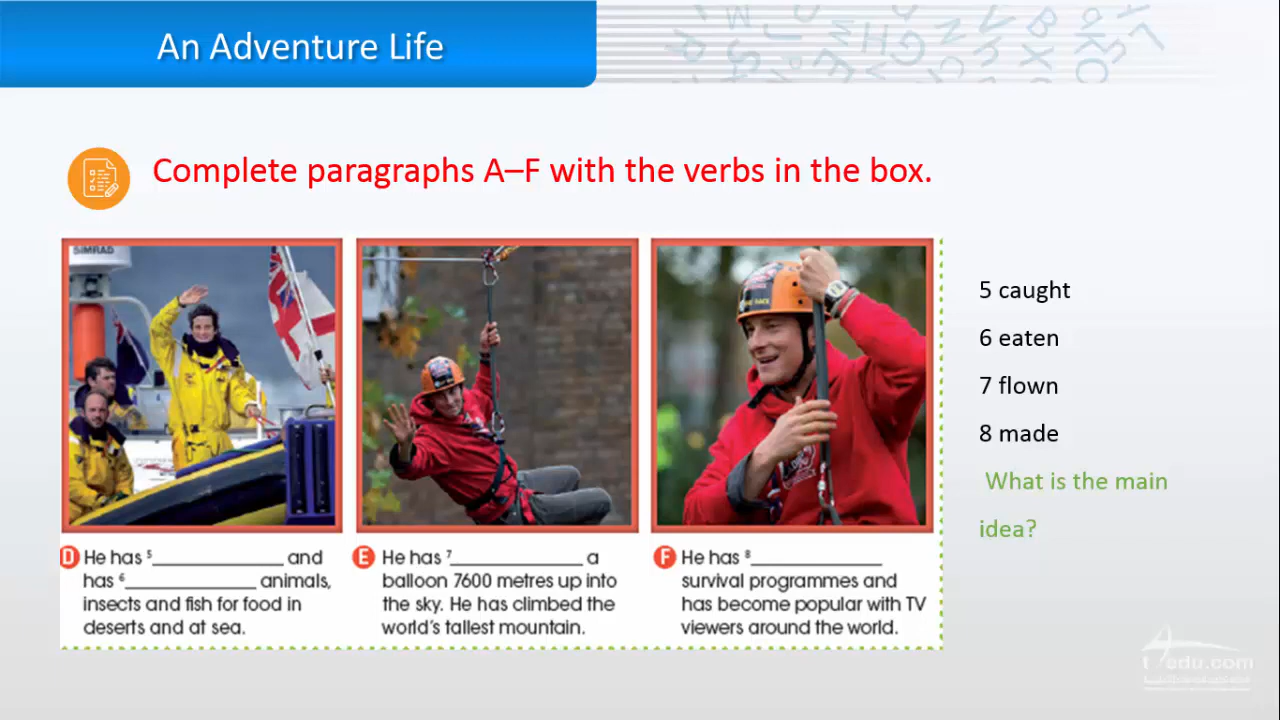 An Adventure Life
Complete paragraphs A–F with the verbs in the box.
SIMRAD
D He has 5______________ and
has 6______________ animals,
insects and fish for food in
deserts and at sea.
E He has 7______________ a
balloon 7600 metres up into
the sky. He has climbed the
world's tallest mountain.
F He has 8______________
survival programmes and
has become popular with TV
viewers around the world.
5 caught
6 eaten
7 flown
8 made
What is the main
idea?